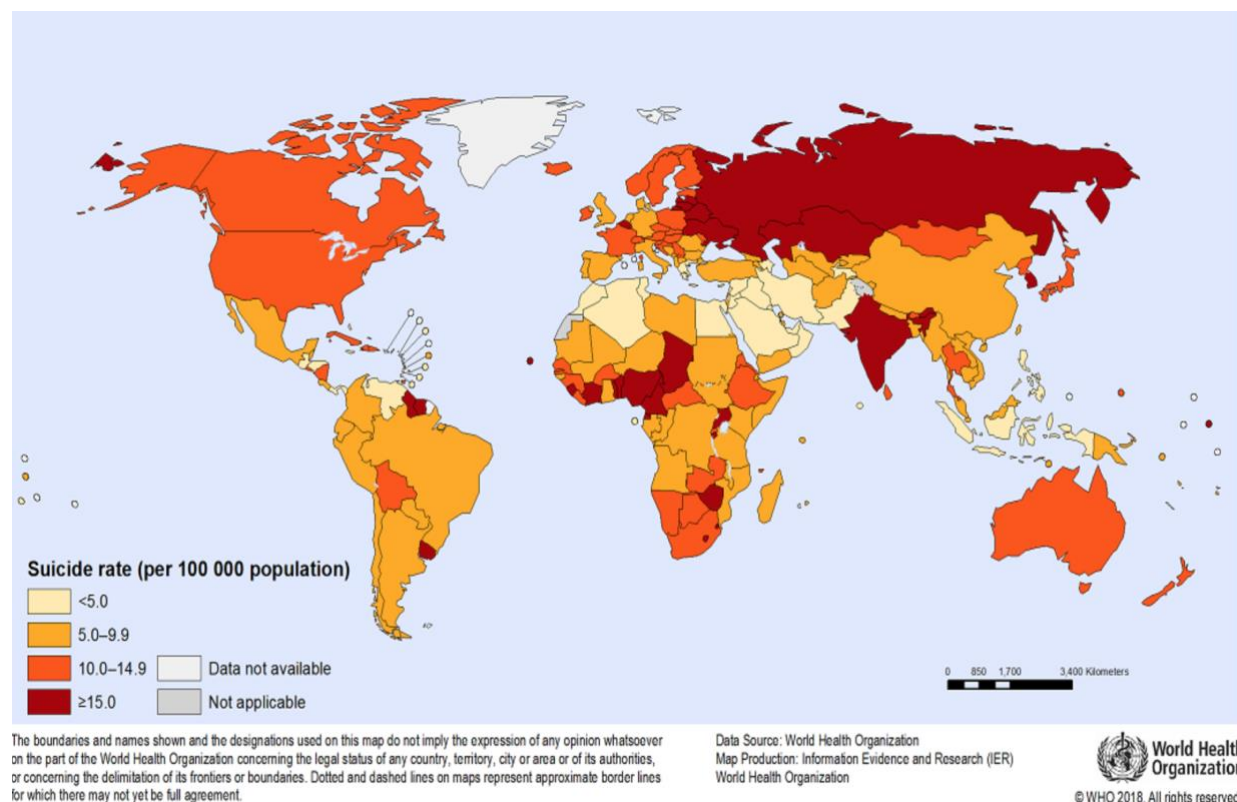 Suicide rate (per 100 000 population)
<5.0
5.0–9.9
10.0–14.9
≥15.0
Data not available
Not applicable
0 850 1,700 3,400 Kilometers
The boundaries and names shown and the designations used on this map do not imply the expression of any opinion whatsoever
on the part of the World Health Organization concerning the legal status of any country, territory, city or area or of its authorities,
or concerning the delimitation of its frontiers or boundaries. Dotted and dashed lines on maps represent approximate border lines
for which there may not yet be full agreement.
Data Source: World Health Organization
Map Production: Information Evidence and Research (IER)
World Health Organization
World Health
Organization
© WHO 2018. All rights reserved